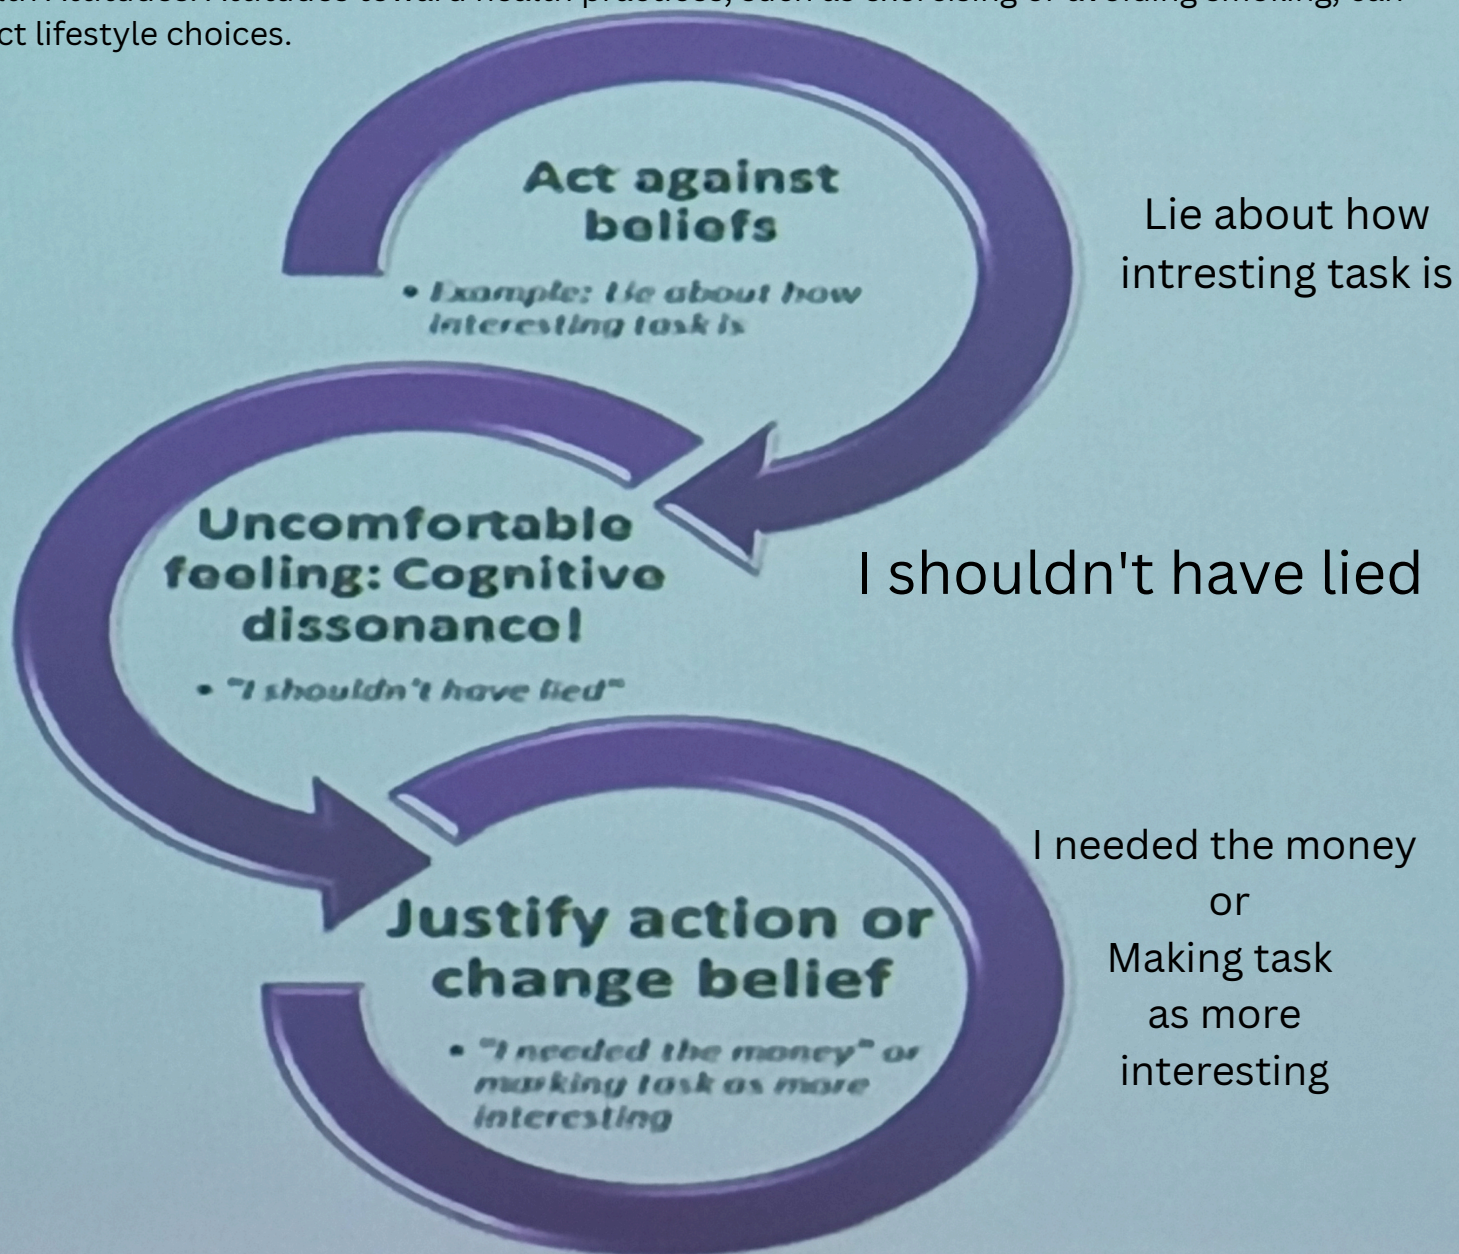 ct lifestyle choices.
Act against
beliefs
• Example: Lie about how
interesting task is
Lie about how
intresting task is
Uncomfortable
feeling: Cognitive
dissonance!
• "I shouldn't have lied"
I shouldn't have lied
Justify action or
change belief
• "I needed the money" or
marking task as more
interesting
I needed the money
or
Making task
as more
interesting